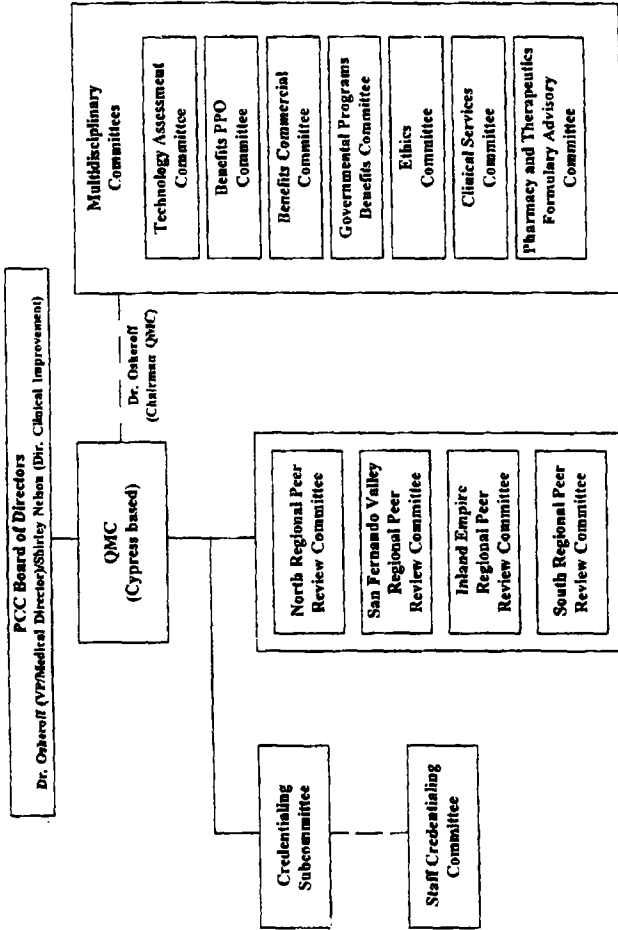 PCC Board of Directors
Dr. Osheroff (VP/Medical Director)/Shirley Nelson (Dir. Clinical Improvement)
QMC
(Cypress based)
Dr. Osheroff
(Chairman QMC)
Multidisciplinary
Committees
Technology Assessment
Committee
Benefits PPO
Committee
Benefits Commercial
Committee
Governmental Programs
Benefits Committee
Ethics
Committee
Clinical Services
Committee
Pharmacy and Therapeutics
Formulary Advisory
Committee
North Regional Peer
Review Committee
San Fernando Valley
Regional Peer
Review Committee
Inland Empire
Regional Peer
Review Committee
South Regional Peer
Review Committee
Credentialing
Subcommittee
Staff Credentialing
Committee